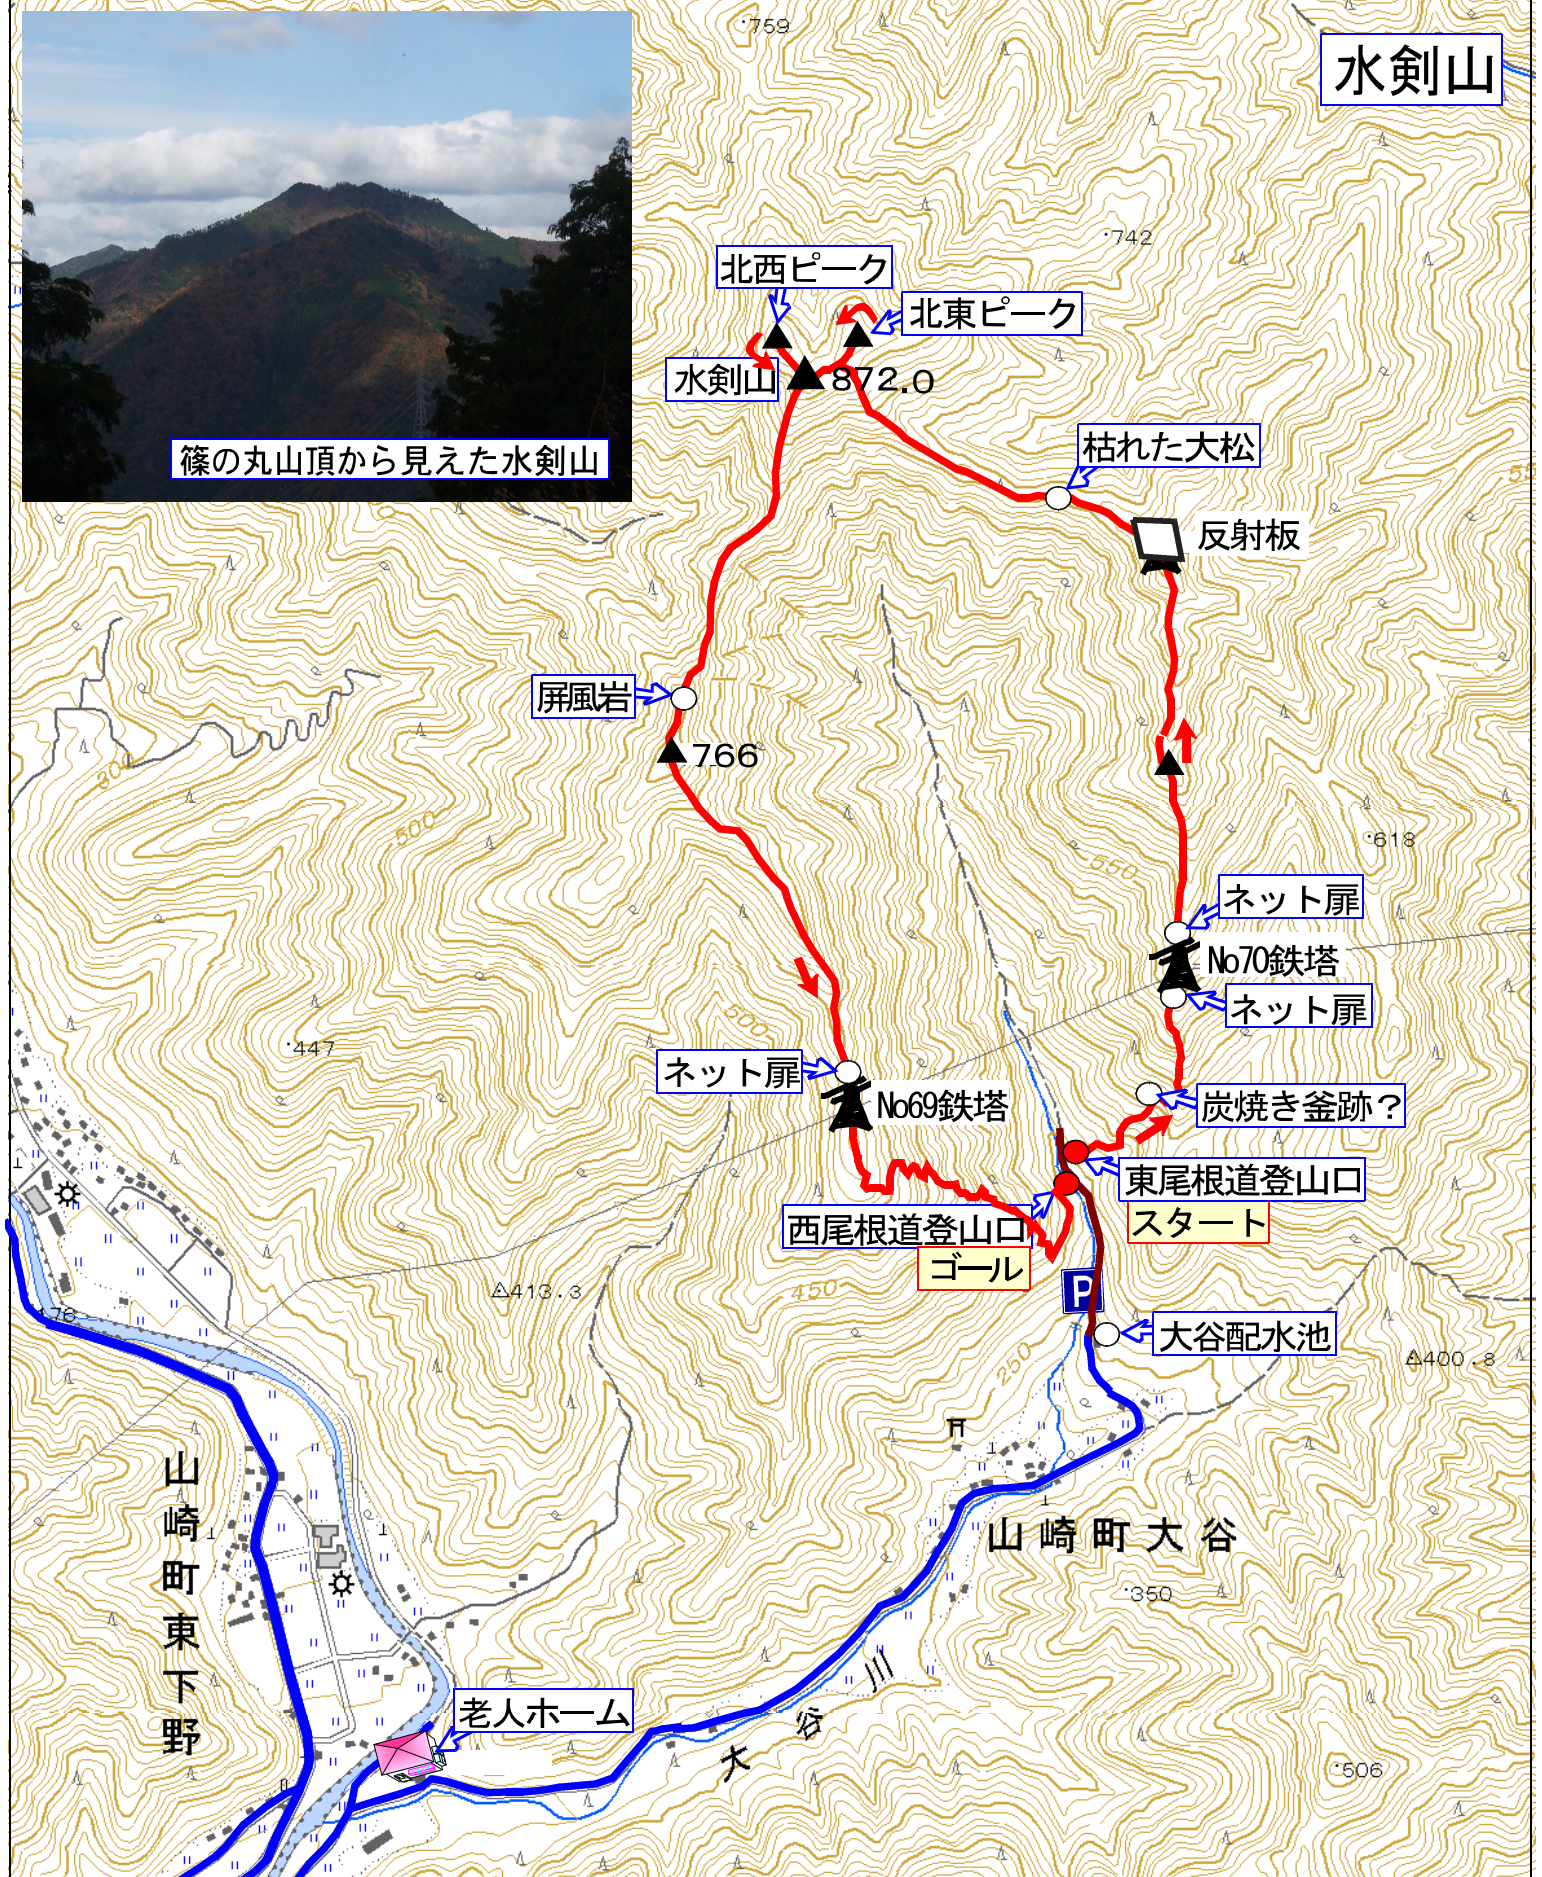 水剣山
759
742
北西ピーク
北東ピーク
水剣山
872.0
篠の丸山頂から見えた水剣山
枯れた大松
反射板
屏風岩
766
300
500
618
550
ネット扉
No70鉄塔
ネット扉
500
447
ネット扉
No69鉄塔
炭焼き釜跡？
東尾根道登山口
スタート
西尾根道登山口
ゴール
413.3
450
P
176
大谷配水池
250
400.8
山崎町東下野
山崎町大谷
350
大谷川
老人ホーム
506